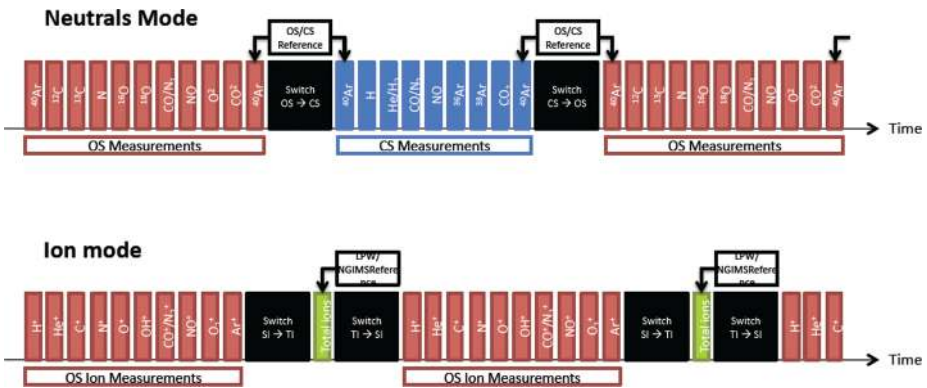 Neutrals Mode
OS/CS
Reference
OS/CS
Reference
⁴⁰Ar
¹²C
¹³C
N
¹⁶O
¹⁸O
CO/N₂
NO
O²
CO²
⁴⁰Ar
Switch
OS → CS
⁴⁰Ar
H
He/H₂
CO/N₂
NO
³⁶Ar
³⁸Ar
CO₂
⁴⁰Ar
Switch
CS → OS
⁴⁰Ar
¹²C
¹³C
N
¹⁶O
¹⁸O
CO/N₂
NO
O²
CO²
⁴⁰Ar
Time
OS Measurements
CS Measurements
OS Measurements
Ion mode
LPW/
NGIMSRefere
nce
LPW/
NGIMSRefere
nce
H⁺
He⁺
C⁺
N⁺
O⁺
OH⁺
CO⁺/N₂⁺
NO⁺
O₂⁺
Ar⁺
Switch
SI → TI
Total ions
Switch
TI → SI
H⁺
He⁺
C⁺
N⁺
O⁺
OH⁺
CO⁺/N₂⁺
NO⁺
O₂⁺
Ar⁺
Switch
SI → TI
Total ions
Switch
TI → SI
H⁺
He⁺
C⁺
Time
OS Ion Measurements
OS Ion Measurements